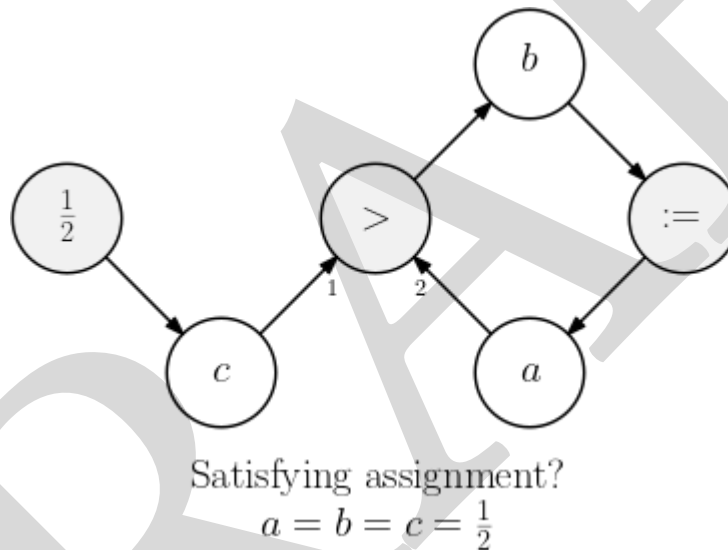 b
1/2
>
:=
1
2
c
a
Satisfying assignment?
a = b = c = 1/2